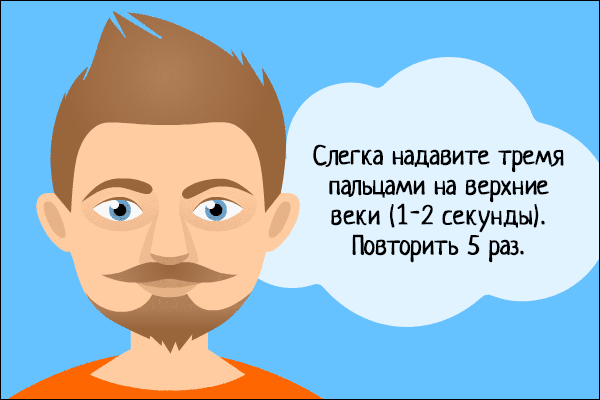 Слегка надавите тремя
пальцами на верхние
веки (1-2 секунды).
Повторить 5 раз.